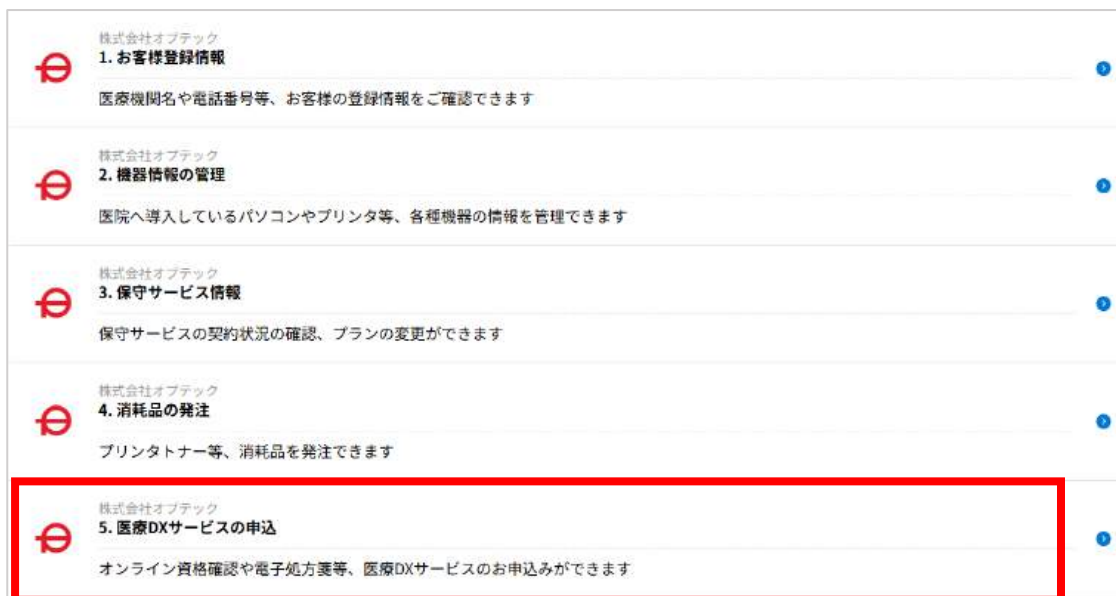 株式会社オプテック
1. お客様登録情報
医療機関名や電話番号等、お客様の登録情報をご確認できます
株式会社オプテック
2. 機器情報の管理
医院へ導入しているパソコンやプリンタ等、各種機器の情報を管理できます
株式会社オプテック
3. 保守サービス情報
保守サービスの契約状況の確認、プランの変更ができます
株式会社オプテック
4. 消耗品の発注
プリンタトナー等、消耗品を発注できます
株式会社オプテック
5. 医療DXサービスの申込
オンライン資格確認や電子処方箋等、医療DXサービスのお申込みができます